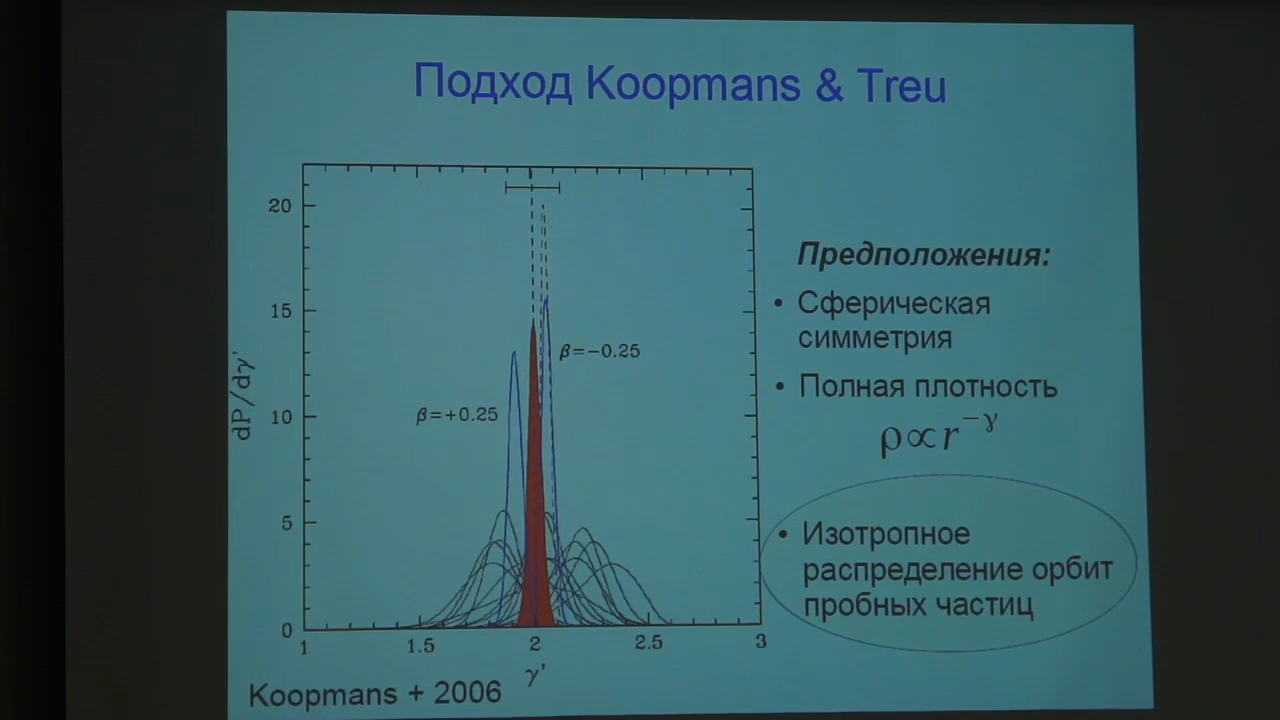 Подход Koopmans & Treu
20
15
10
5
0
1
1.5
2
2.5
3
dP/dγ'
γ'
β=−0.25
β=+0.25
Koopmans + 2006
Предположения:
• Сферическая
симметрия
• Полная плотность
ρ∝r^−γ
• Изотропное
распределение орбит
пробных частиц